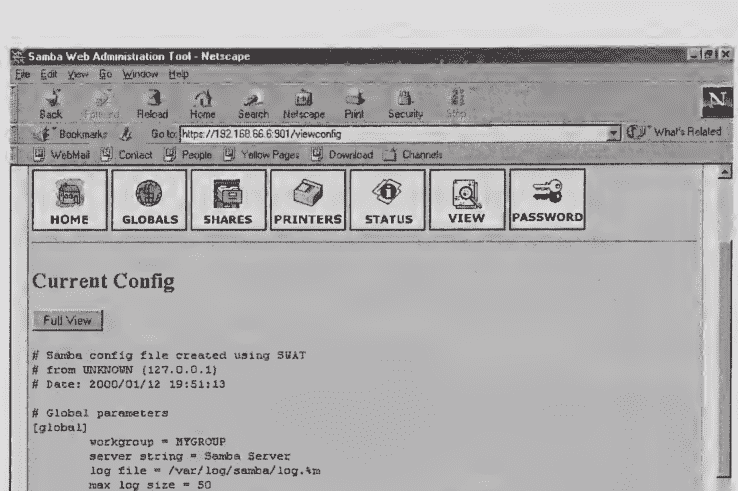 Samba Web Administration Tool - Netscape
File Edit View Go Window Help
Back Forward Reload Home Search Netscape Print Security Stop
N
Bookmarks Go to: https://192.168.66.6:901/viewconfig What's Related
WebMail Contact People Yellow Pages Download Channels
HOME GLOBALS SHARES PRINTERS STATUS VIEW PASSWORD
Current Config
Full View
# Samba config file created using SWAT
# from UNKNOWN (127.0.0.1)
# Date: 2000/01/12 19:51:13
# Global parameters
[global]
workgroup = MYGROUP
server string = Samba Server
log file = /var/log/samba/log.%m
max log size = 50